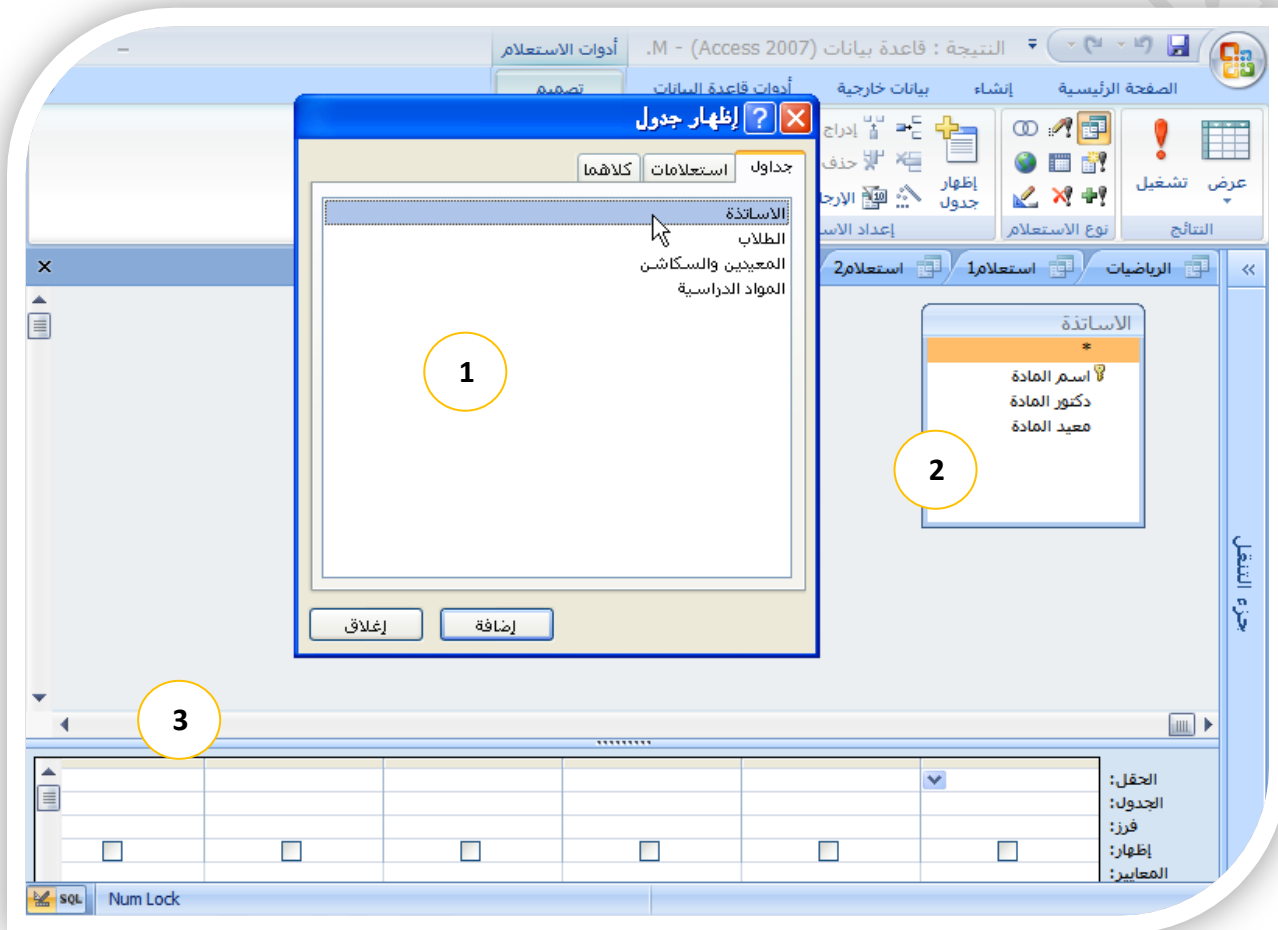 النتيجة : قاعدة بيانات (Access 2007) - M.
أدوات الاستعلام
الصفحة الرئيسية
إنشاء
بيانات خارجية
أدوات قاعدة البيانات
تصميم
عرض
تشغيل
إظهار جدول
إدراج
حذف
النتائج
نوع الاستعلام
الرياضيات
استعلام1
استعلام2
إظهار جدول
جداول
استعلامات
كلاهما
الاساتذة
الطلاب
المعيدين والسكاشن
المواد الدراسية
إضافة
إغلاق
1
الاساتذة
*
اسم المادة
دكتور المادة
معيد المادة
2
جزء التنقل
3
الحقل:
الجدول:
فرز:
إظهار:
المعايير:
SQL
Num Lock